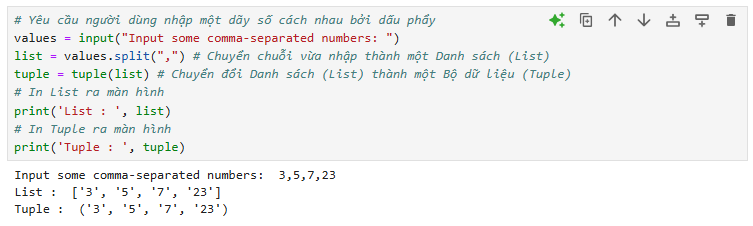 # Yêu cầu người dùng nhập một dãy số cách nhau bởi dấu phẩy
values = input("Input some comma-separated numbers: ")
list = values.split(",") # Chuyển chuỗi vừa nhập thành một Danh sách (List)
tuple = tuple(list) # Chuyển đổi Danh sách (List) thành một Bộ dữ liệu (Tuple)
# In List ra màn hình
print('List : ', list)
# In Tuple ra màn hình
print('Tuple : ', tuple)
Input some comma-separated numbers:  3,5,7,23
List :  ['3', '5', '7', '23']
Tuple :  ('3', '5', '7', '23')